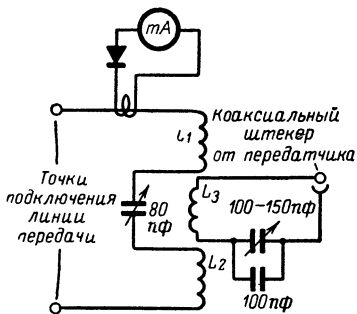 mA
Коаксиальный
штекер
от передатчика
L1
Точки
подключения
линии
передачи
80
пф
L3
100-150пф
L2
100пф